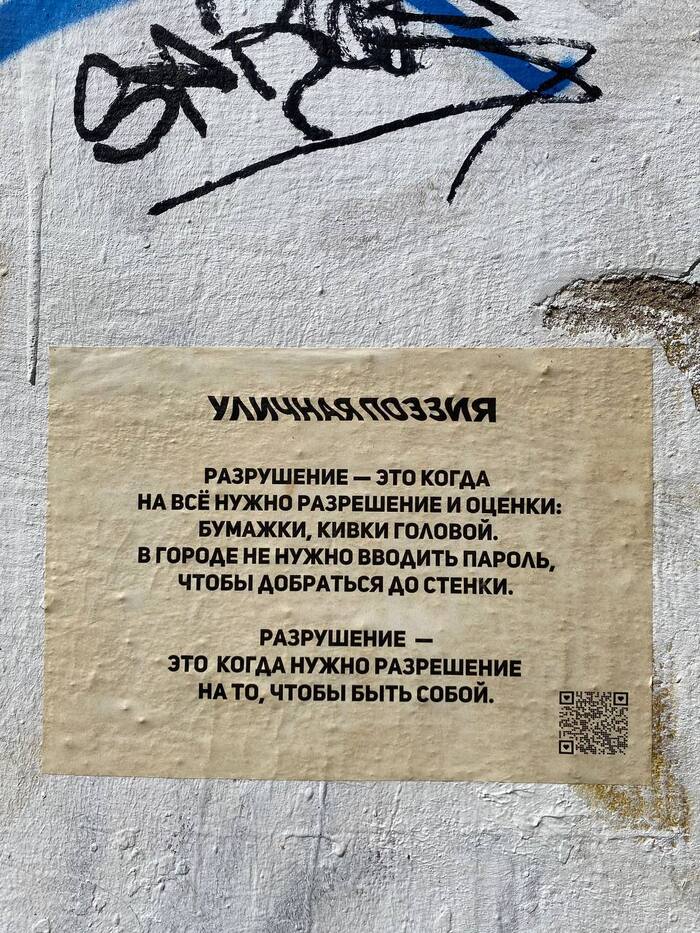 УЛИЧНАЯ ПОЭЗИЯ
РАЗРУШЕНИЕ — ЭТО КОГДА
НА ВСЁ НУЖНО РАЗРЕШЕНИЕ И ОЦЕНКИ:
БУМАЖКИ, КИВКИ ГОЛОВОЙ.
В ГОРОДЕ НЕ НУЖНО ВВОДИТЬ ПАРОЛЬ,
ЧТОБЫ ДОБРАТЬСЯ ДО СТЕНКИ.
РАЗРУШЕНИЕ —
ЭТО КОГДА НУЖНО РАЗРЕШЕНИЕ
НА ТО, ЧТОБЫ БЫТЬ СОБОЙ.